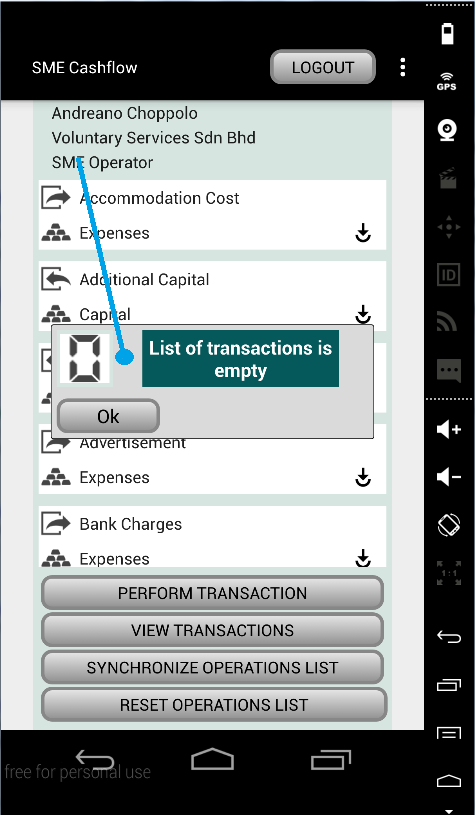 SME Cashflow
LOGOUT
GPS
Andreano Choppolo
Voluntary Services Sdn Bhd
SME Operator
Accommodation Cost
Expenses
Additional Capital
Capital
ID
0
List of transactions is
empty
Ok
Advertisement
Expenses
Bank Charges
Expenses
1:1
PERFORM TRANSACTION
VIEW TRANSACTIONS
SYNCHRONIZE OPERATIONS LIST
RESET OPERATIONS LIST
free for personal use